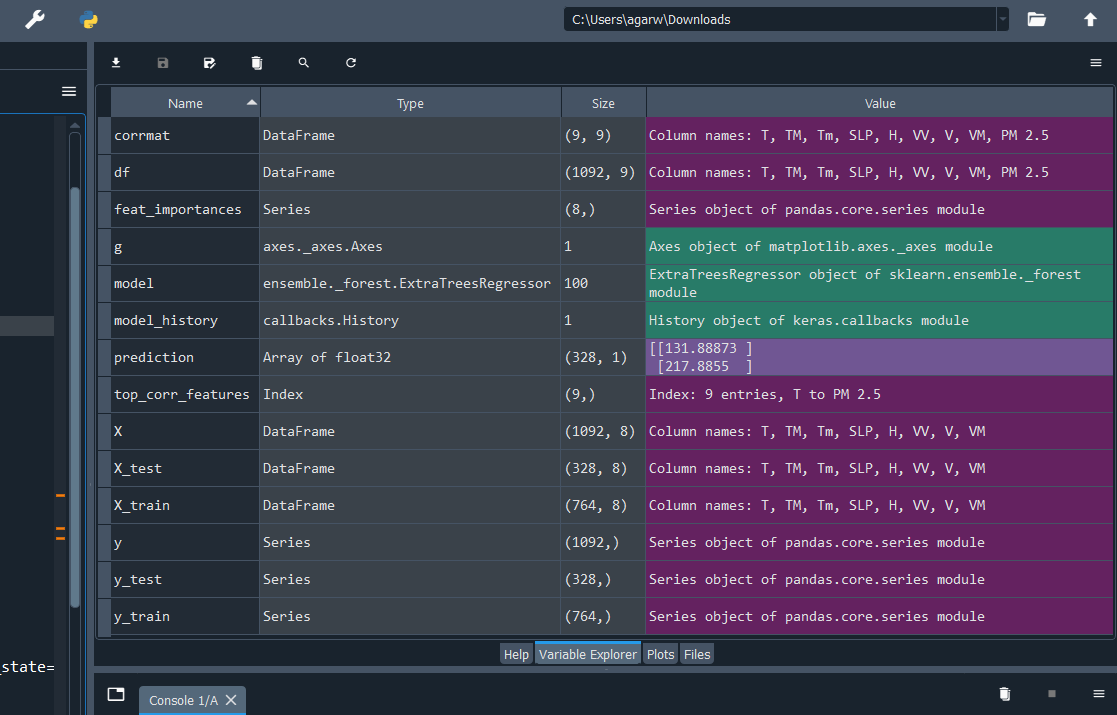 C:\Users\agarw\Downloads
Name Type Size Value
corrmat DataFrame (9, 9) Column names: T, TM, Tm, SLP, H, VV, V, VM, PM 2.5
df DataFrame (1092, 9) Column names: T, TM, Tm, SLP, H, VV, V, VM, PM 2.5
feat_importances Series (8,) Series object of pandas.core.series module
g axes._axes.Axes 1 Axes object of matplotlib.axes._axes module
model ensemble._forest.ExtraTreesRegressor 100 ExtraTreesRegressor object of sklearn.ensemble._forest
module
model_history callbacks.History 1 History object of keras.callbacks module
prediction Array of float32 (328, 1) [[131.88873 ]
[217.8855  ]
top_corr_features Index (9,) Index: 9 entries, T to PM 2.5
X DataFrame (1092, 8) Column names: T, TM, Tm, SLP, H, VV, V, VM
X_test DataFrame (328, 8) Column names: T, TM, Tm, SLP, H, VV, V, VM
X_train DataFrame (764, 8) Column names: T, TM, Tm, SLP, H, VV, V, VM
y Series (1092,) Series object of pandas.core.series module
y_test Series (328,) Series object of pandas.core.series module
y_train Series (764,) Series object of pandas.core.series module
Help Variable Explorer Plots Files
_state=
Console 1/A